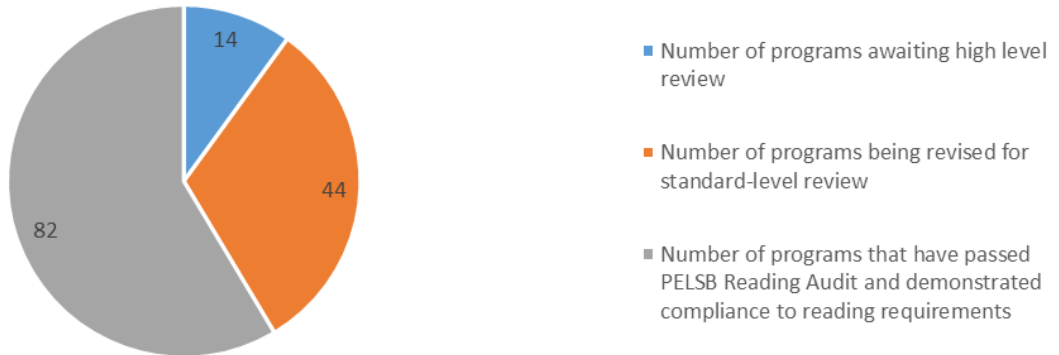 14
44
82
Number of programs awaiting high level
review
Number of programs being revised for
standard-level review
Number of programs that have passed
PELSB Reading Audit and demonstrated
compliance to reading requirements